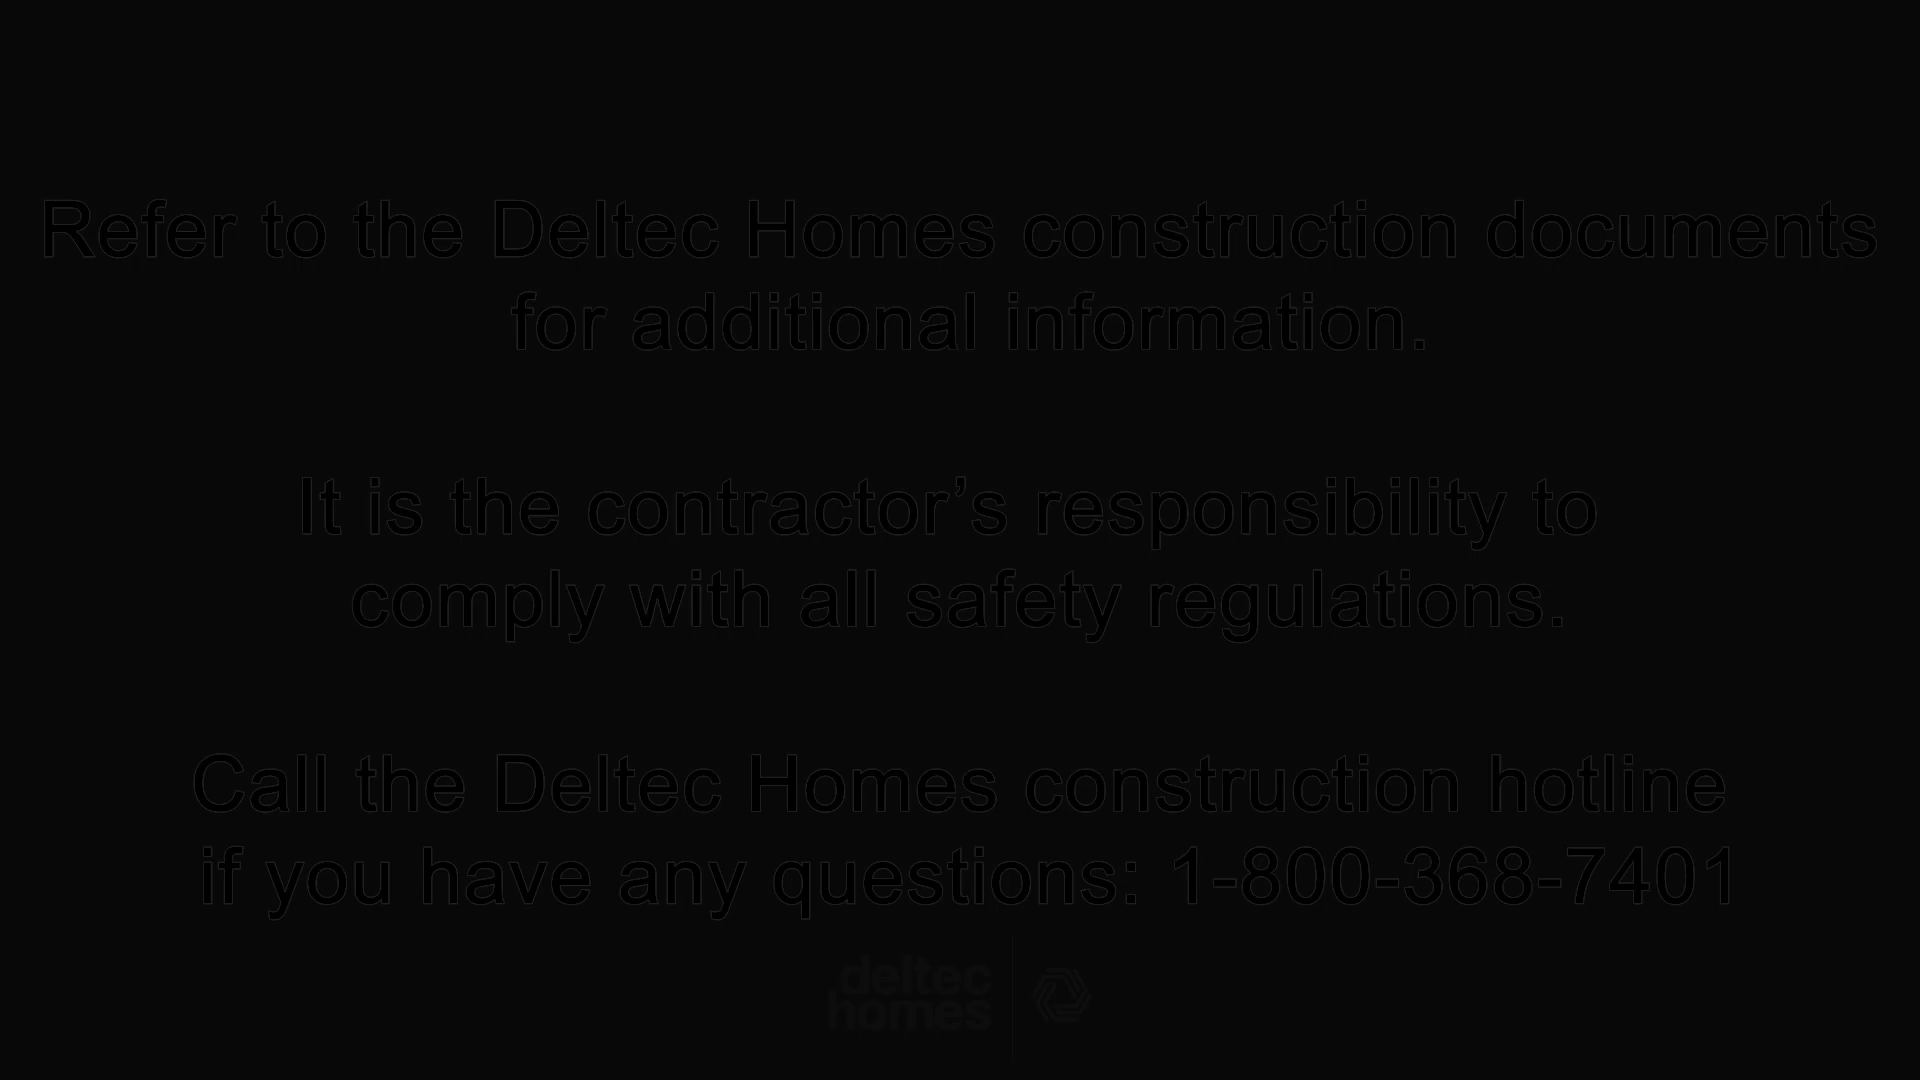 Refer to the Deltec Homes construction documents
for additional information.
It is the contractor’s responsibility to
comply with all safety regulations.
Call the Deltec Homes construction hotline
if you have any questions: 1-800-368-7401
deltec
homes